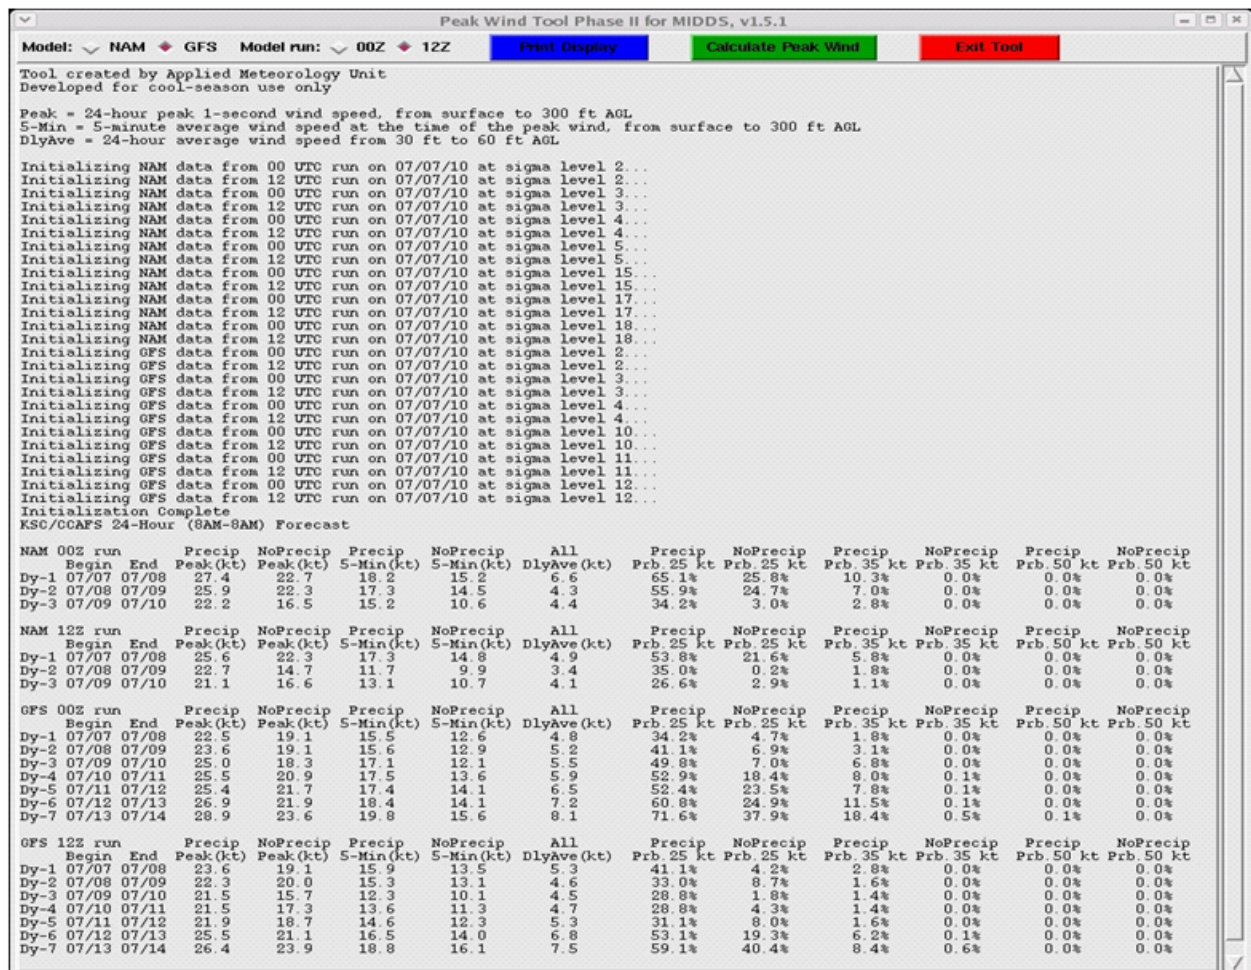 Peak Wind Tool Phase II for MIDDS, v1.5.1
Model: NAM GFS Model run: 00Z 12Z Print Display Calculate Peak Wind Exit Tool
Tool created by Applied Meteorology Unit
Developed for cool-season use only
Peak = 24-hour peak 1-second wind speed, from surface to 300 ft AGL
5-Min = 5-minute average wind speed at the time of the peak wind, from surface to 300 ft AGL
DlyAve = 24-hour average wind speed from 30 ft to 60 ft AGL
Initializing NAM data from 00 UTC run on 07/07/10 at sigma level 2...
Initializing NAM data from 12 UTC run on 07/07/10 at sigma level 2...
Initializing NAM data from 00 UTC run on 07/07/10 at sigma level 3...
Initializing NAM data from 12 UTC run on 07/07/10 at sigma level 3...
Initializing NAM data from 00 UTC run on 07/07/10 at sigma level 4...
Initializing NAM data from 12 UTC run on 07/07/10 at sigma level 4...
Initializing NAM data from 00 UTC run on 07/07/10 at sigma level 5...
Initializing NAM data from 12 UTC run on 07/07/10 at sigma level 5...
Initializing NAM data from 00 UTC run on 07/07/10 at sigma level 15...
Initializing NAM data from 12 UTC run on 07/07/10 at sigma level 15...
Initializing NAM data from 00 UTC run on 07/07/10 at sigma level 17...
Initializing NAM data from 12 UTC run on 07/07/10 at sigma level 17...
Initializing NAM data from 00 UTC run on 07/07/10 at sigma level 18...
Initializing NAM data from 12 UTC run on 07/07/10 at sigma level 18...
Initializing GFS data from 00 UTC run on 07/07/10 at sigma level 2...
Initializing GFS data from 12 UTC run on 07/07/10 at sigma level 2...
Initializing GFS data from 00 UTC run on 07/07/10 at sigma level 3...
Initializing GFS data from 12 UTC run on 07/07/10 at sigma level 3...
Initializing GFS data from 00 UTC run on 07/07/10 at sigma level 4...
Initializing GFS data from 12 UTC run on 07/07/10 at sigma level 4...
Initializing GFS data from 00 UTC run on 07/07/10 at sigma level 10...
Initializing GFS data from 12 UTC run on 07/07/10 at sigma level 10...
Initializing GFS data from 00 UTC run on 07/07/10 at sigma level 11...
Initializing GFS data from 12 UTC run on 07/07/10 at sigma level 11...
Initializing GFS data from 00 UTC run on 07/07/10 at sigma level 12...
Initializing GFS data from 12 UTC run on 07/07/10 at sigma level 12...
Initialization Complete
KSC/CCAFS 24-Hour (8AM-8AM) Forecast
NAM 00Z run Precip NoPrecip Precip NoPrecip All Precip NoPrecip Precip NoPrecip Precip NoPrecip
Begin End Peak(kt) Peak(kt) 5-Min(kt) 5-Min(kt) DlyAve(kt) Prb.25 kt Prb.25 kt Prb.35 kt Prb.35 kt Prb.50 kt Prb.50 kt
Dy-1 07/07 07/08 27.4 22.7 18.2 15.2 6.6 65.1% 25.8% 10.3% 0.0% 0.0% 0.0%
Dy-2 07/08 07/09 25.9 22.3 17.3 14.5 4.3 55.9% 24.7% 7.0% 0.0% 0.0% 0.0%
Dy-3 07/09 07/10 22.2 16.5 15.2 10.6 4.4 34.2% 3.0% 2.8% 0.0% 0.0% 0.0%
NAM 12Z run Precip NoPrecip Precip NoPrecip All Precip NoPrecip Precip NoPrecip Precip NoPrecip
Begin End Peak(kt) Peak(kt) 5-Min(kt) 5-Min(kt) DlyAve(kt) Prb.25 kt Prb.25 kt Prb.35 kt Prb.35 kt Prb.50 kt Prb.50 kt
Dy-1 07/07 07/08 25.6 22.3 17.3 14.8 4.9 53.8% 21.6% 5.8% 0.0% 0.0% 0.0%
Dy-2 07/08 07/09 22.7 14.7 11.7 9.9 3.4 35.0% 0.2% 1.8% 0.0% 0.0% 0.0%
Dy-3 07/09 07/10 21.1 16.6 13.1 10.7 4.1 26.6% 2.9% 1.1% 0.0% 0.0% 0.0%
GFS 00Z run Precip NoPrecip Precip NoPrecip All Precip NoPrecip Precip NoPrecip Precip NoPrecip
Begin End Peak(kt) Peak(kt) 5-Min(kt) 5-Min(kt) DlyAve(kt) Prb.25 kt Prb.25 kt Prb.35 kt Prb.35 kt Prb.50 kt Prb.50 kt
Dy-1 07/07 07/08 22.5 19.1 15.5 12.6 4.8 34.2% 4.7% 1.8% 0.0% 0.0% 0.0%
Dy-2 07/08 07/09 23.6 19.1 15.6 12.9 5.2 41.1% 6.9% 3.1% 0.0% 0.0% 0.0%
Dy-3 07/09 07/10 25.0 18.3 17.1 12.1 5.5 49.8% 7.0% 6.8% 0.0% 0.0% 0.0%
Dy-4 07/10 07/11 25.5 20.9 17.5 13.6 5.9 52.9% 18.4% 8.0% 0.1% 0.0% 0.0%
Dy-5 07/11 07/12 25.4 21.7 17.4 14.1 6.5 52.4% 23.5% 7.8% 0.1% 0.0% 0.0%
Dy-6 07/12 07/13 26.9 21.9 18.4 14.1 7.2 60.8% 24.9% 11.5% 0.1% 0.0% 0.0%
Dy-7 07/13 07/14 28.9 23.6 19.8 15.6 8.1 71.6% 37.9% 18.4% 0.5% 0.1% 0.0%
GFS 12Z run Precip NoPrecip Precip NoPrecip All Precip NoPrecip Precip NoPrecip Precip NoPrecip
Begin End Peak(kt) Peak(kt) 5-Min(kt) 5-Min(kt) DlyAve(kt) Prb.25 kt Prb.25 kt Prb.35 kt Prb.35 kt Prb.50 kt Prb.50 kt
Dy-1 07/07 07/08 23.6 19.1 15.9 13.5 5.3 41.1% 4.2% 2.8% 0.0% 0.0% 0.0%
Dy-2 07/08 07/09 22.3 20.0 15.3 13.1 4.6 33.0% 8.7% 1.6% 0.0% 0.0% 0.0%
Dy-3 07/09 07/10 21.5 15.7 12.3 10.1 4.5 28.8% 1.8% 1.4% 0.0% 0.0% 0.0%
Dy-4 07/10 07/11 21.5 17.3 13.6 11.3 4.7 28.8% 4.3% 1.4% 0.0% 0.0% 0.0%
Dy-5 07/11 07/12 21.9 18.7 14.6 12.3 5.3 31.1% 8.0% 1.6% 0.0% 0.0% 0.0%
Dy-6 07/12 07/13 25.5 21.1 16.5 14.0 6.8 53.1% 19.3% 6.2% 0.1% 0.0% 0.0%
Dy-7 07/13 07/14 26.4 23.9 18.8 16.1 7.5 59.1% 40.4% 8.4% 0.6% 0.0% 0.0%